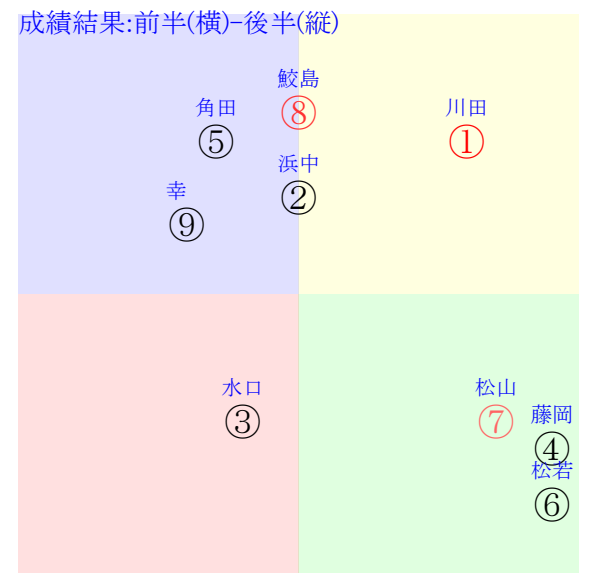 成績結果:前半(横)-後半(縦)
鮫島
⑧
角田
⑤
川田
①
浜中
②
幸
⑨
水口
③
松山
⑦
藤岡
④
松若
⑥